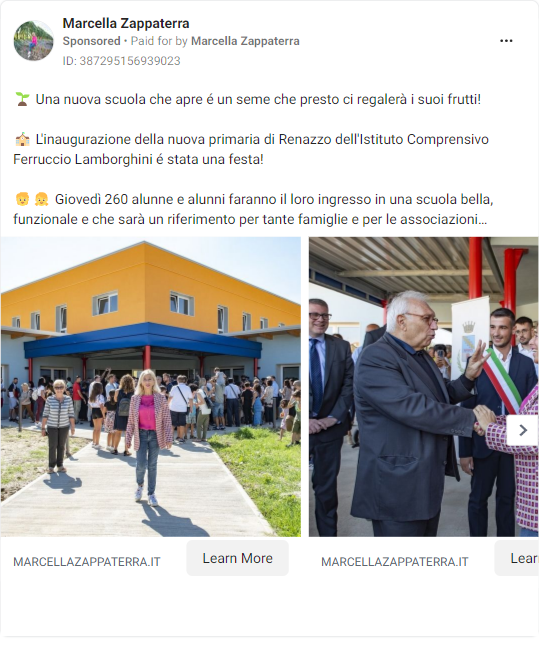 Marcella Zappaterra
Sponsored • Paid for by Marcella Zappaterra
ID: 387295156939023
🌱 Una nuova scuola che apre é un seme che presto ci regalerà i suoi frutti!
🏫 L'inaugurazione della nuova primaria di Renazzo dell'Istituto Comprensivo
Ferruccio Lamborghini é stata una festa!
👦 👧 Giovedì 260 alunne e alunni faranno il loro ingresso in una scuola bella,
funzionale e che sarà un riferimento per tante famiglie e per le associazioni...
MARCELLAZAPPATERRA.IT Learn More
MARCELLAZAPPATERRA.IT Lear